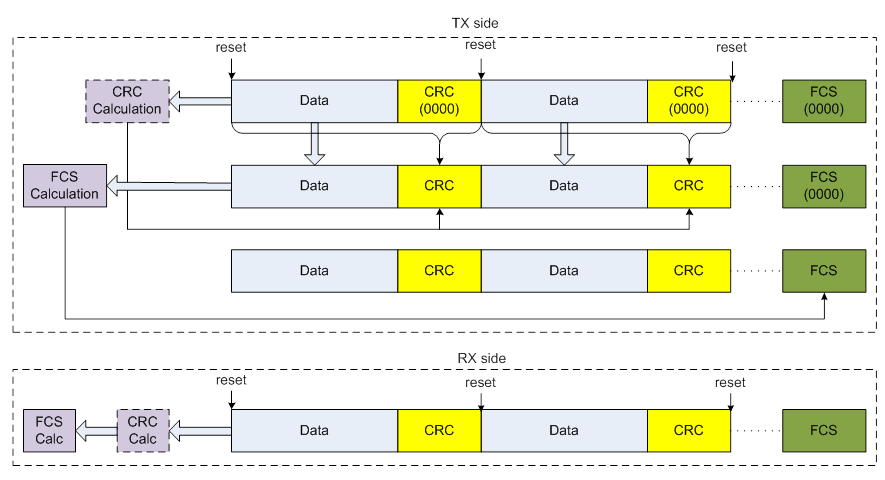 TX side
reset reset reset
CRC Calculation Data CRC (0000) Data CRC (0000) FCS (0000)
FCS Calculation Data CRC Data CRC FCS (0000)
Data CRC Data CRC FCS
RX side
reset reset reset
FCS Calc CRC Calc Data CRC Data CRC FCS